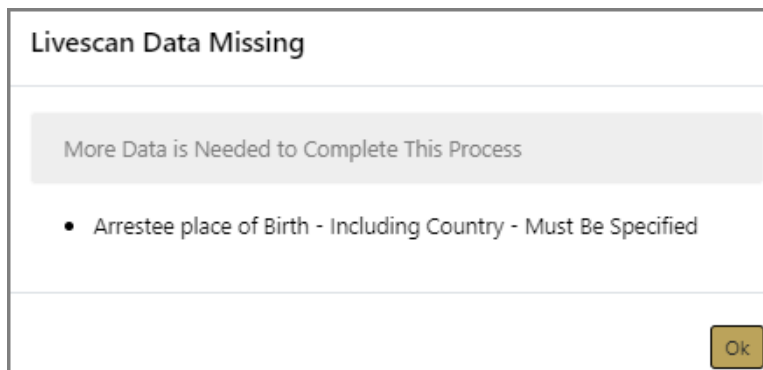 Livescan Data Missing
More Data is Needed to Complete This Process
• Arrestee place of Birth - Including Country - Must Be Specified
Ok